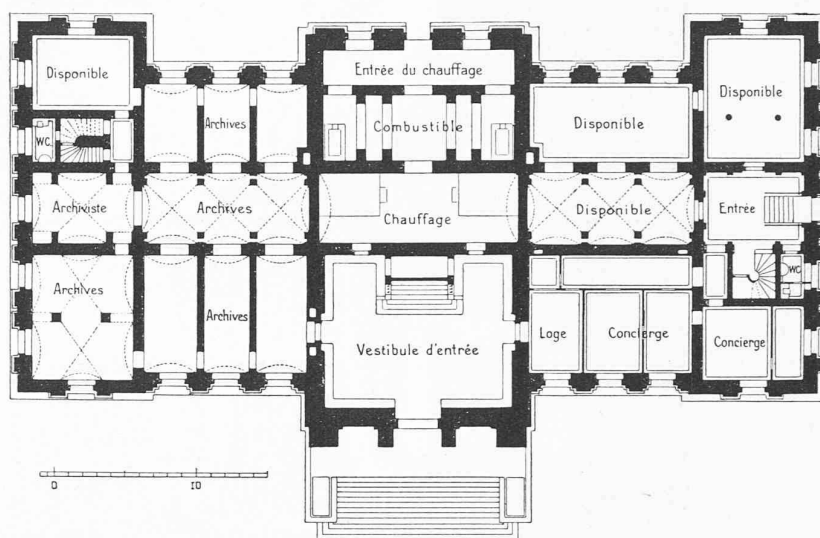 Disponible
Entrée du chauffage
Disponible
Archives
Combustible
Disponible
WC.
Archiviste
Archives
Chauffage
Disponible
Entrée
WC
Archives
Archives
Vestibule d'entrée
Loge
Concierge
Concierge
0 10